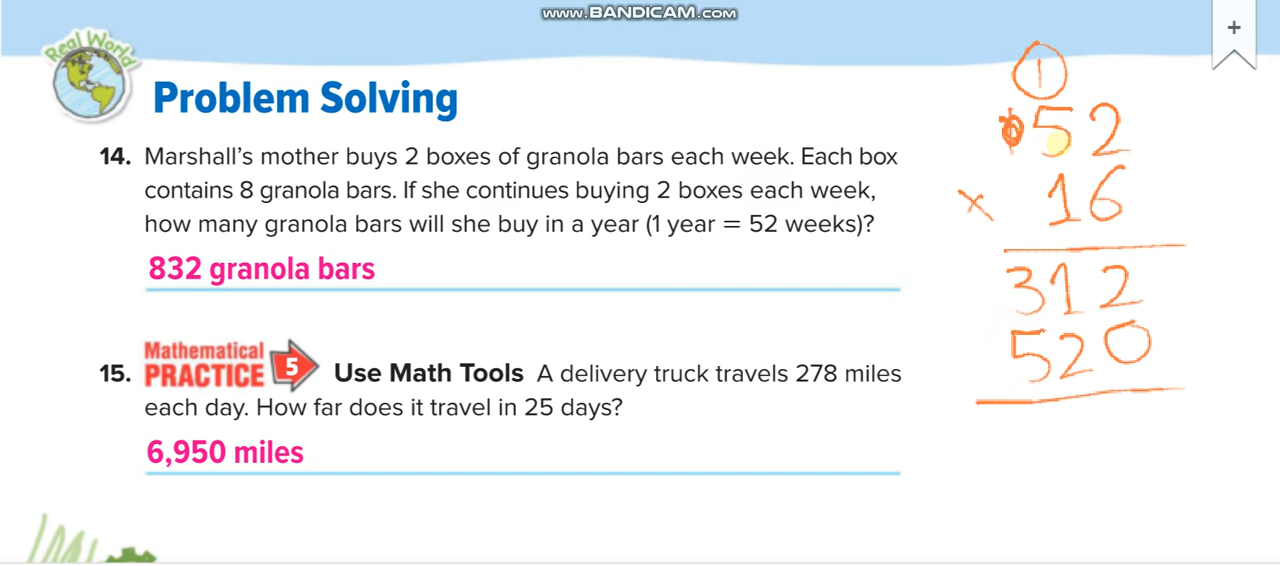 www.BANDICAM.com
+
Real World
Problem Solving
14. Marshall's mother buys 2 boxes of granola bars each week. Each box
contains 8 granola bars. If she continues buying 2 boxes each week,
how many granola bars will she buy in a year (1 year = 52 weeks)?
832 granola bars
15. Mathematical
PRACTICE 5 Use Math Tools A delivery truck travels 278 miles
each day. How far does it travel in 25 days?
6,950 miles
1
52
× 16
312
520